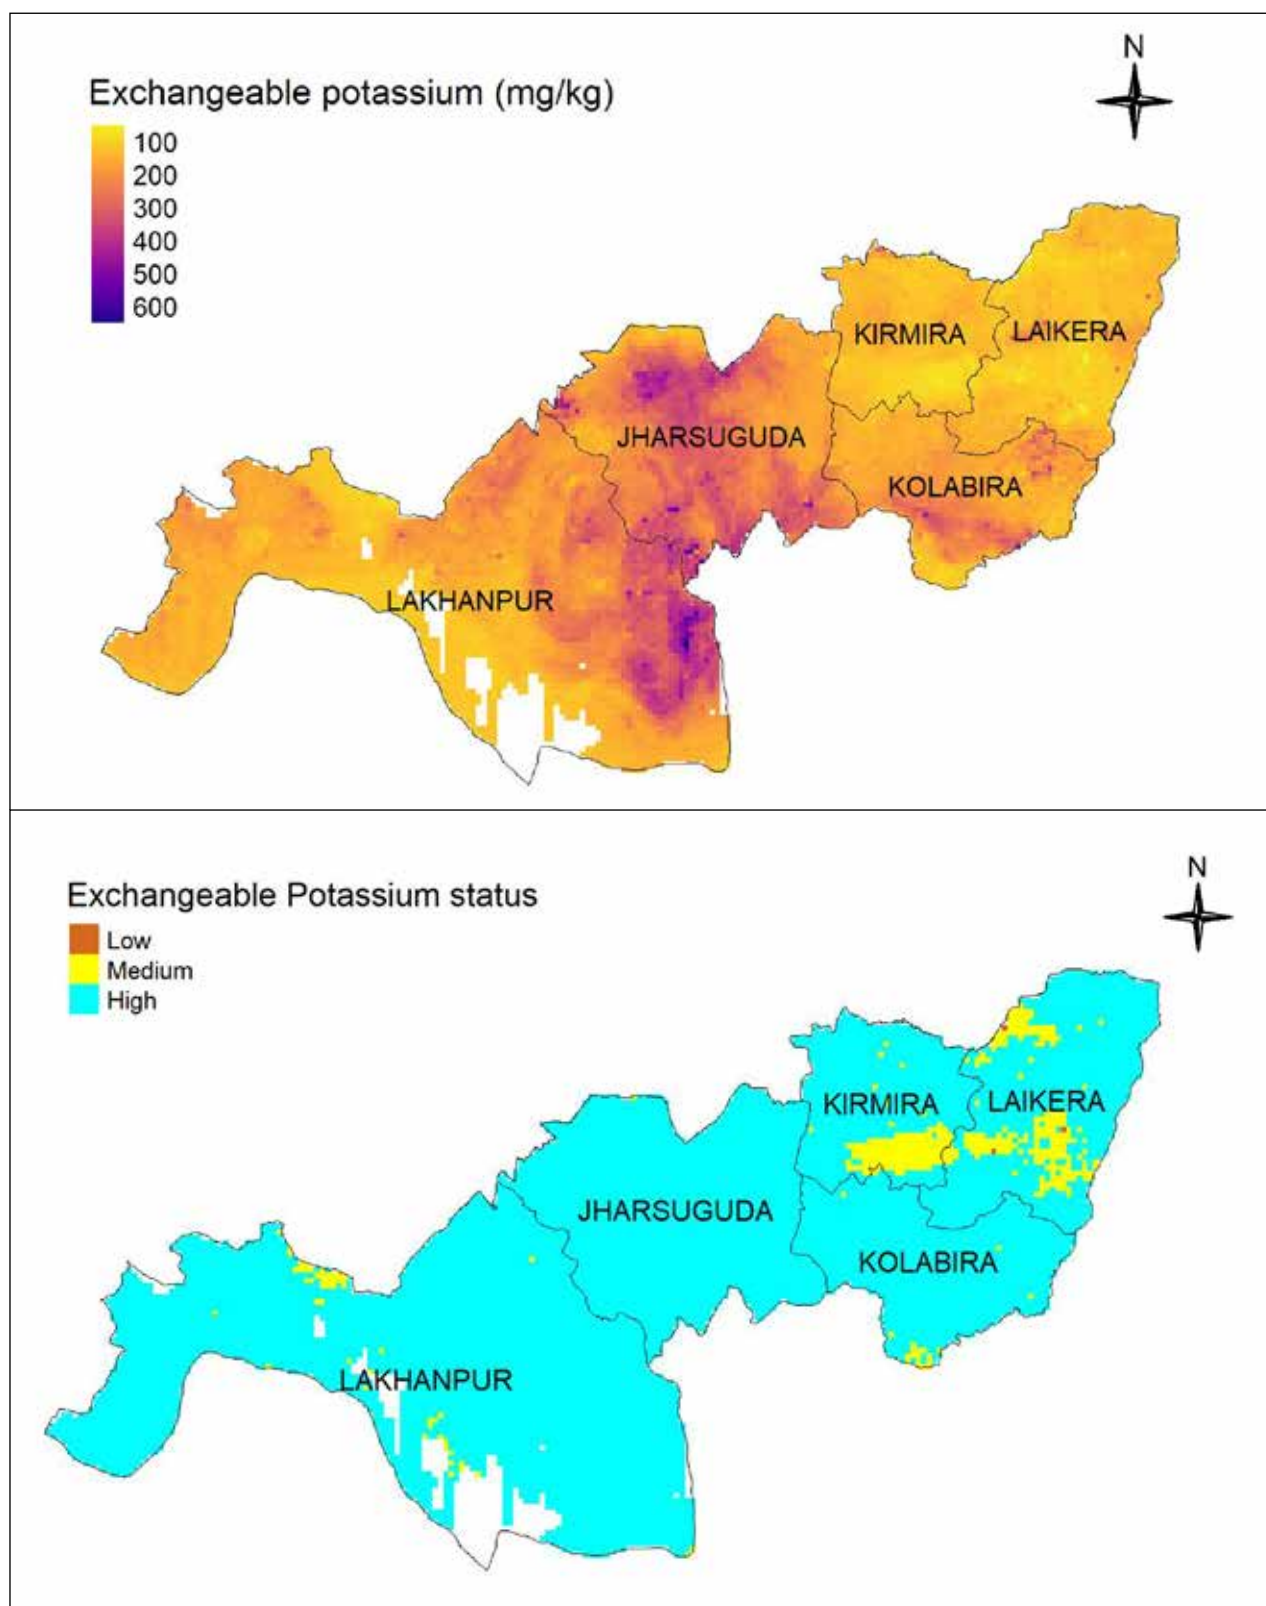 N
Exchangeable potassium (mg/kg)
100
200
300
400
500
600
KIRMIRA
LAIKERA
JHARSUGUDA
KOLABIRA
LAKHANPUR
N
Exchangeable Potassium status
Low
Medium
High
KIRMIRA
LAIKERA
JHARSUGUDA
KOLABIRA
LAKHANPUR